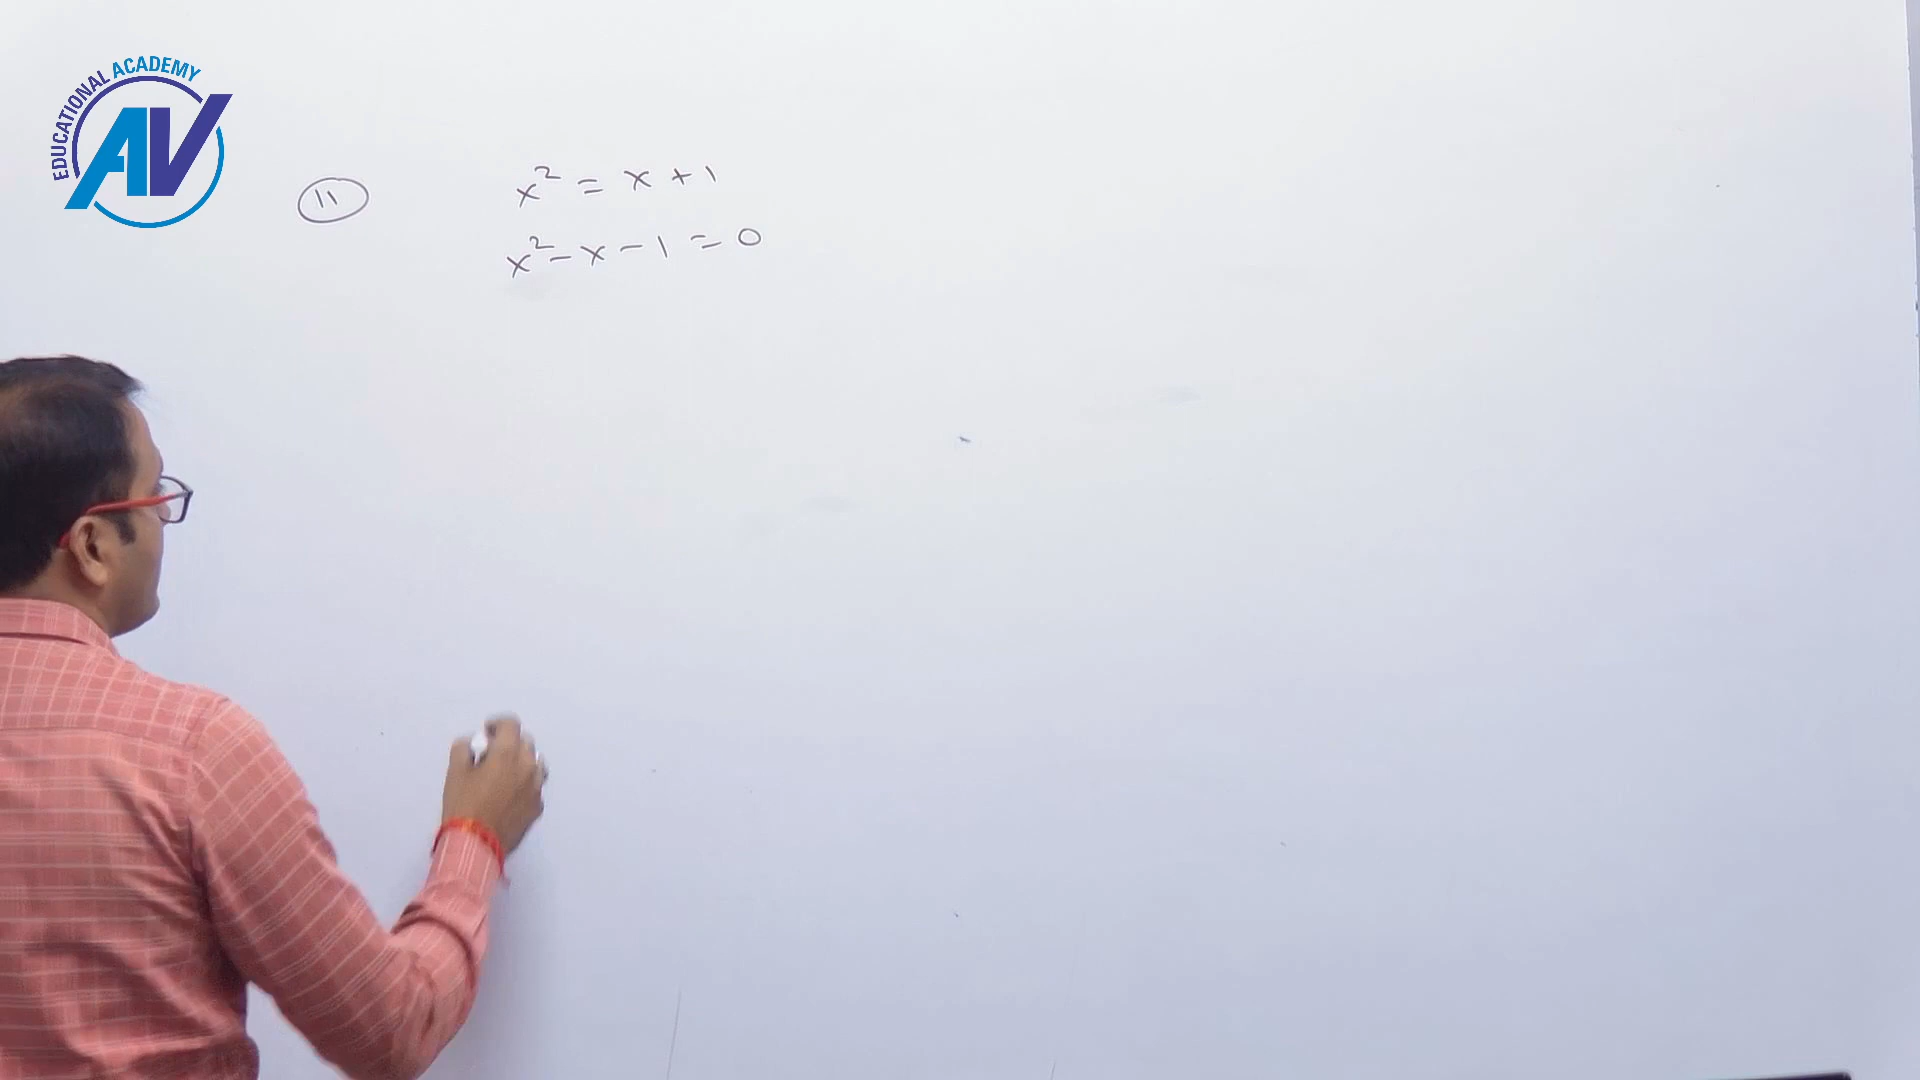 EDUCATIONAL ACADEMY
AV
11 x² = x + 1
x² - x - 1 = 0